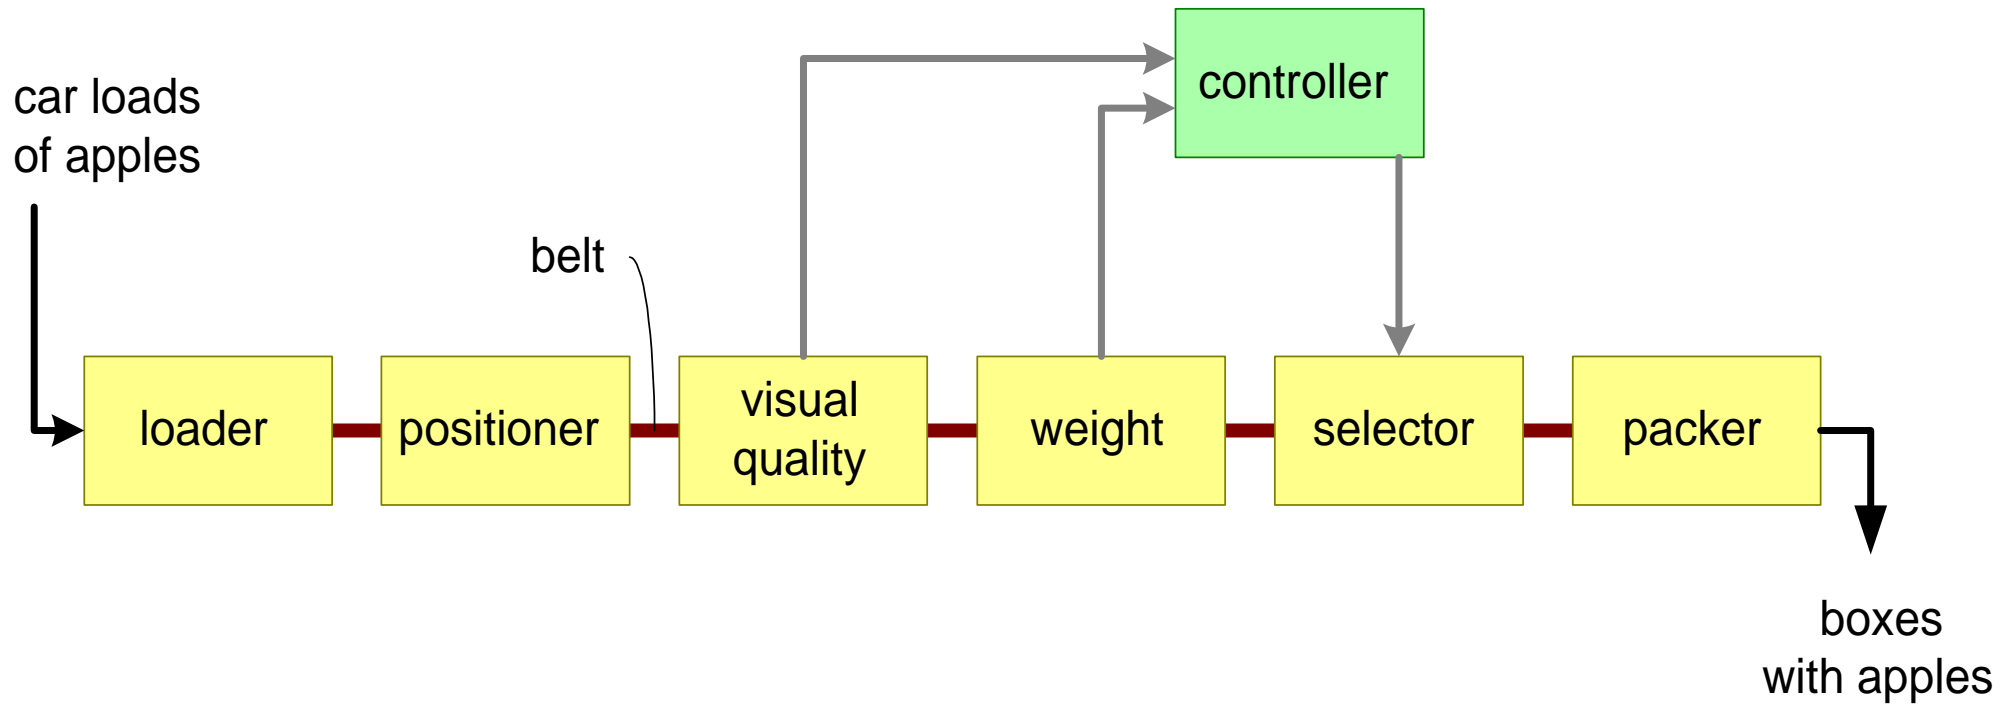 car loads
of apples
controller
belt
loader
positioner
visual
quality
weight
selector
packer
boxes
with apples